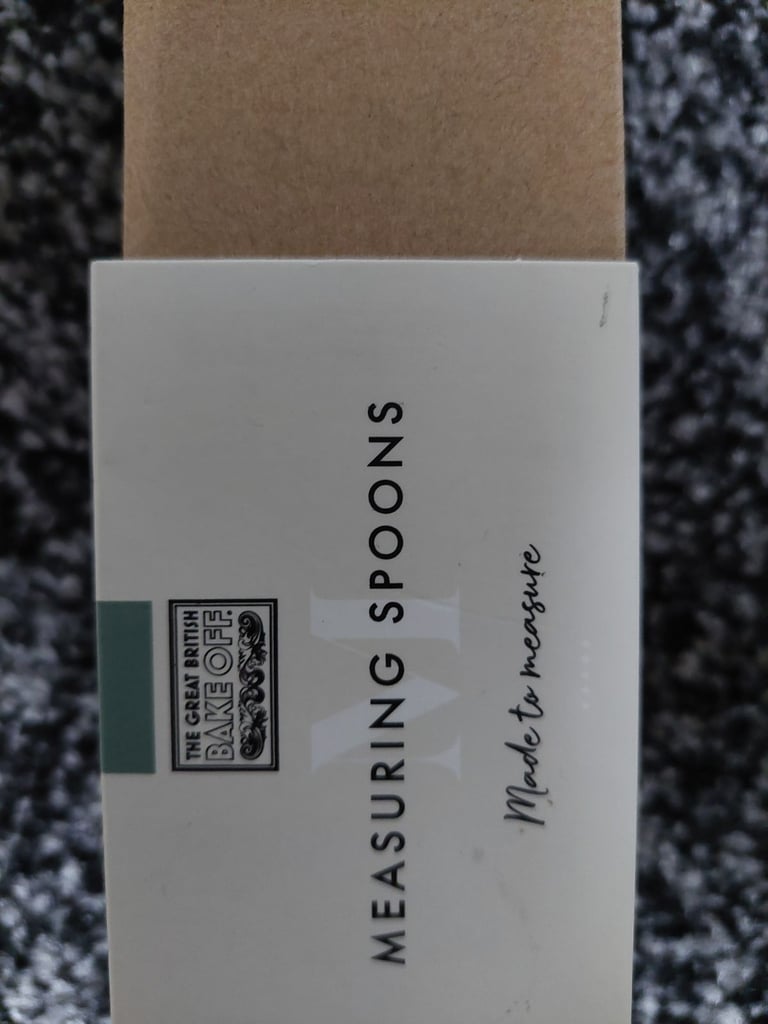 THE GREAT BRITISH
BAKE OFF.
M
MEASURING SPOONS
Made to measure